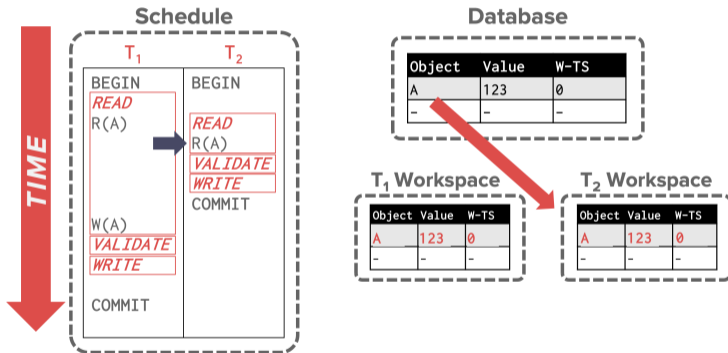 Schedule
T1 T2
BEGIN BEGIN
READ
R(A) READ
R(A)
VALIDATE
WRITE
COMMIT
W(A)
VALIDATE
WRITE
COMMIT
TIME
Database
Object Value W-TS
A 123 0
- - -
T1 Workspace
Object Value W-TS
A 123 0
- - -
T2 Workspace
Object Value W-TS
A 123 0
- - -